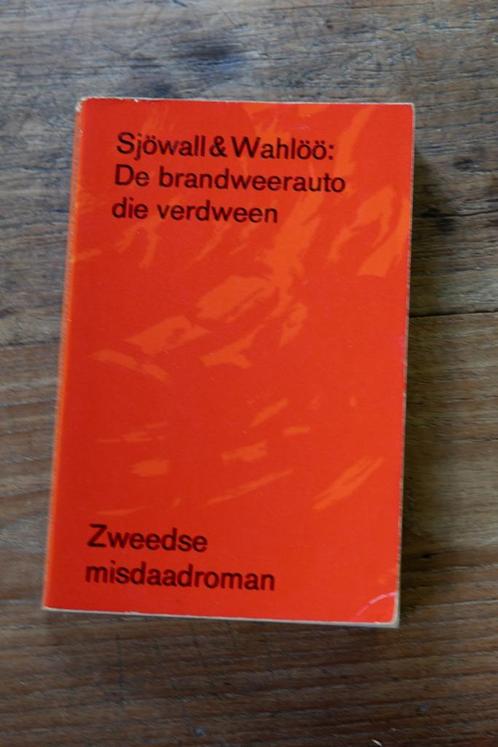 Sjöwall & Wahlöö:
De brandweerauto
die verdween
Zweedse
misdaadroman